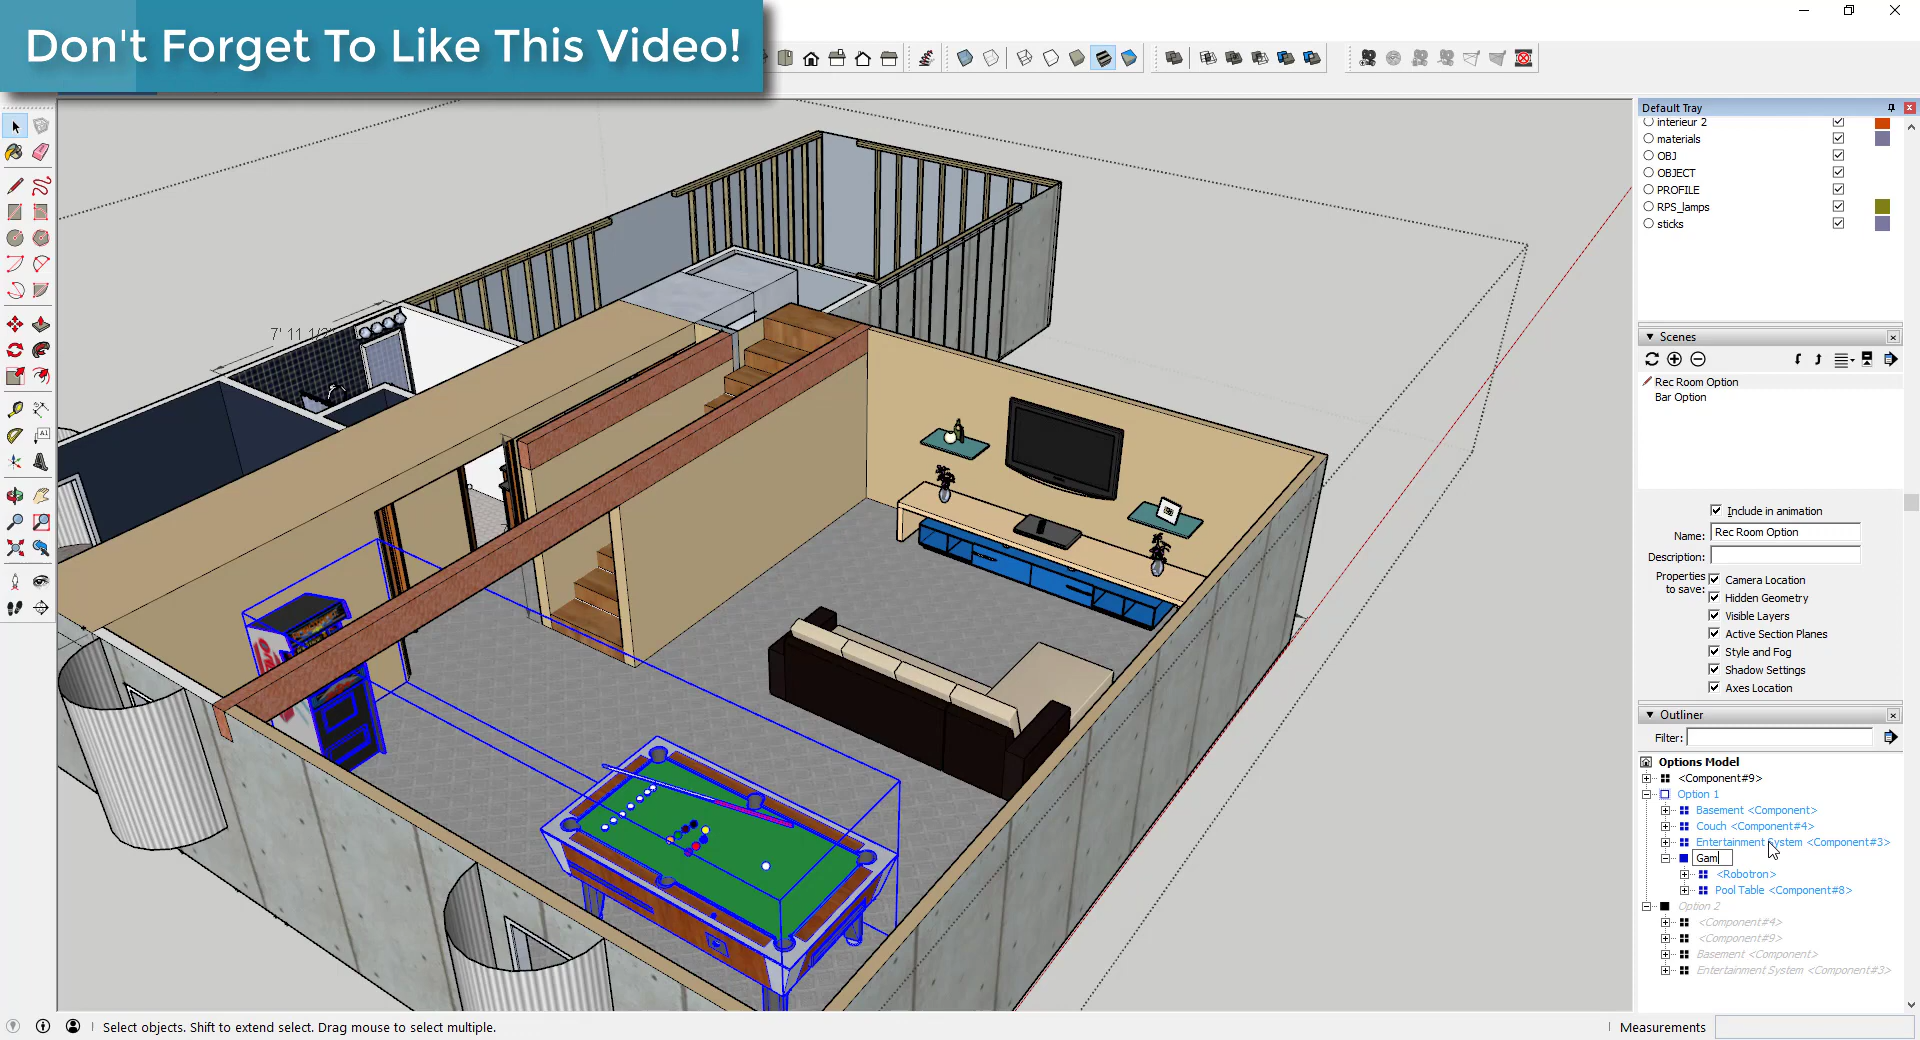 Don't Forget To Like This Video!
Default Tray
interieur 2
materials
OBJ
OBJECT
PROFILE
RPS_lamps
sticks
Scenes
Rec Room Option
Bar Option
Include in animation
Name: Rec Room Option
Description:
Properties to save:
Camera Location
Hidden Geometry
Visible Layers
Active Section Planes
Style and Fog
Shadow Settings
Axes Location
Outliner
Filter:
Options Model
<Component#9>
Option 1
Basement <Component>
Couch <Component#4>
Entertainment System <Component#3>
Gam
<Robotron>
Pool Table <Component#8>
Option 2
<Component#4>
<Component#9>
Basement <Component>
Entertainment System <Component#3>
Select objects. Shift to extend select. Drag mouse to select multiple.
Measurements